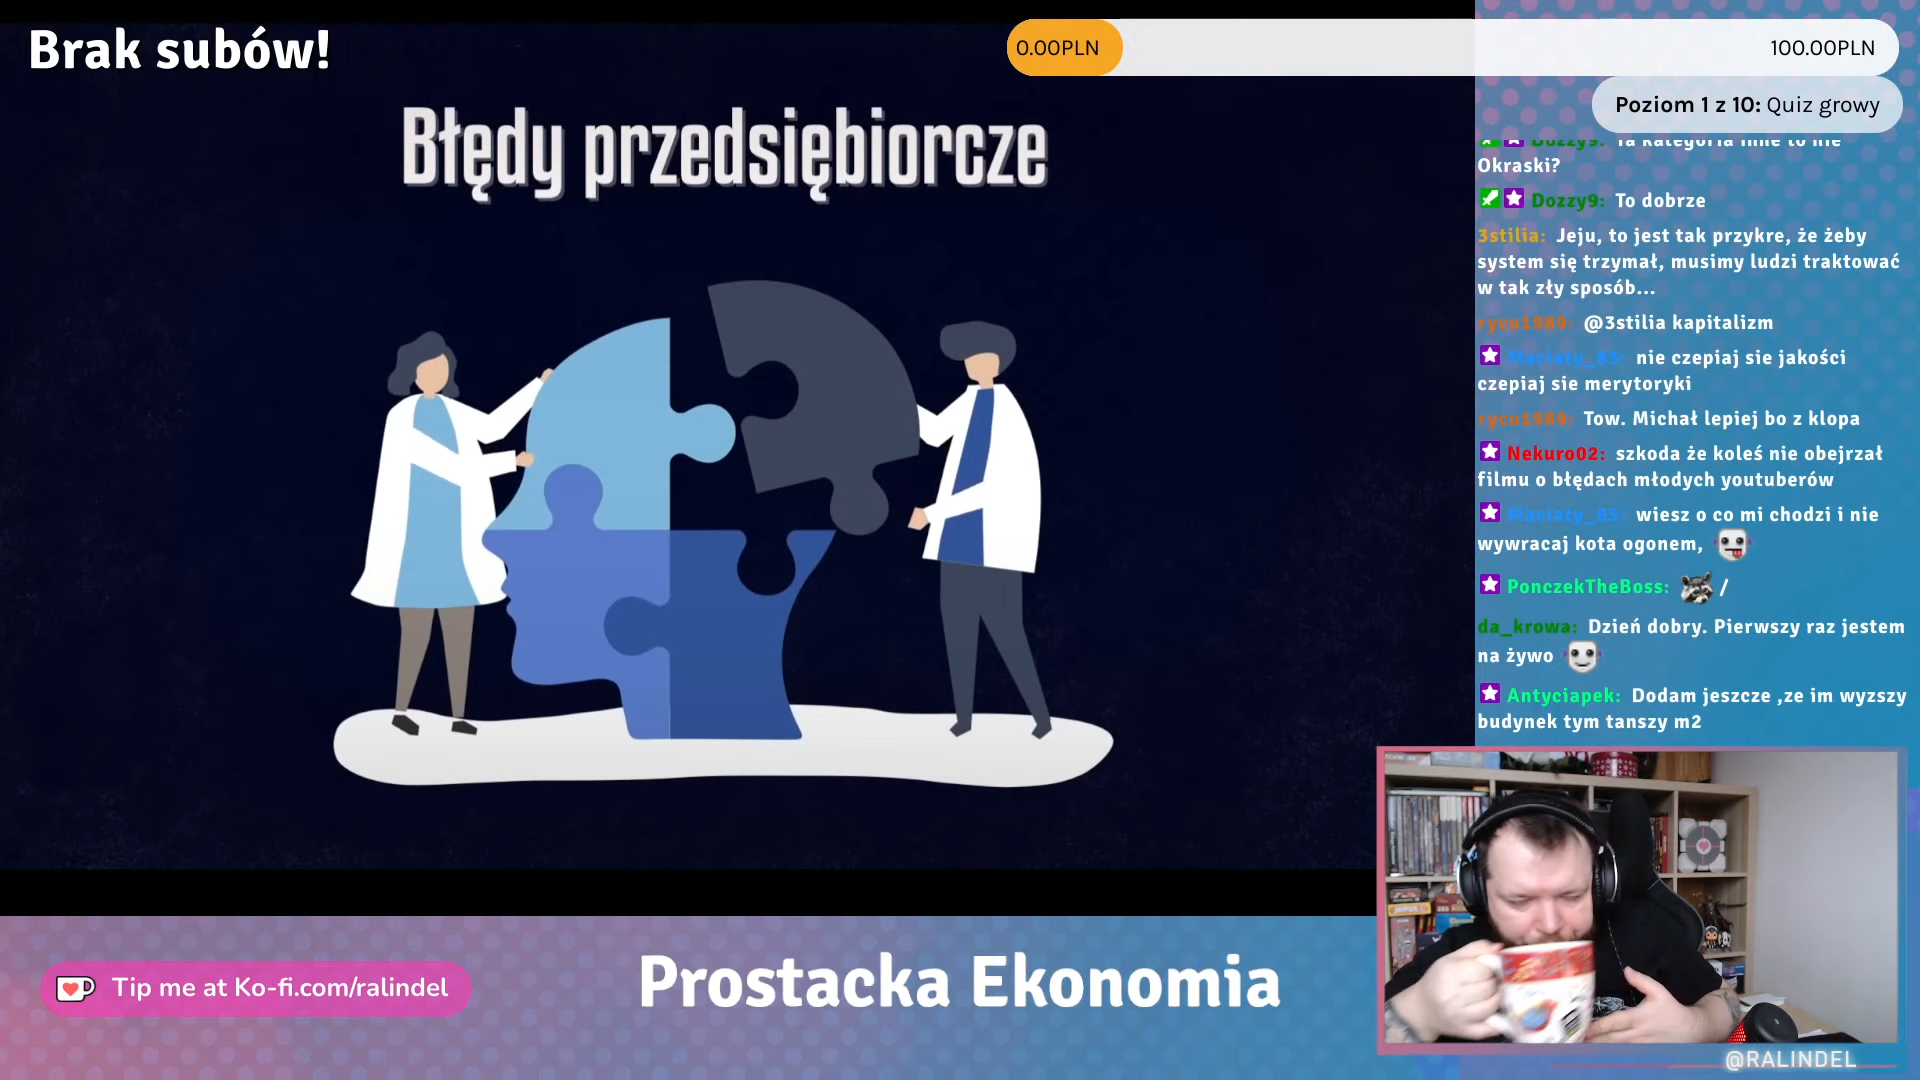 Brak subów!
0.00PLN
100.00PLN
Poziom 1 z 10: Quiz growy
Błędy przedsiębiorcze
Okraski?
Dozzy9: To dobrze
3stilia: Jeju, to jest tak przykre, że żeby
system się trzymał, musimy ludzi traktować
w tak zły sposób...
rycu1989: @3stilia kapitalizm
Maciaty_85: nie czepiaj sie jakości
czepiaj sie merytoryki
rycu1989: Tow. Michał lepiej bo z klopa
Nekuro02: szkoda że koleś nie obejrzał
filmu o błędach młodych youtuberów
Maciaty_85: wiesz o co mi chodzi i nie
wywracaj kota ogonem,
PonczekTheBoss: /
da_krowa: Dzień dobry. Pierwszy raz jestem
na żywo
Antyciapek: Dodam jeszcze ,ze im wyzszy
budynek tym tanszy m2
Tip me at Ko-fi.com/ralindel
Prostacka Ekonomia
@RALINDEL